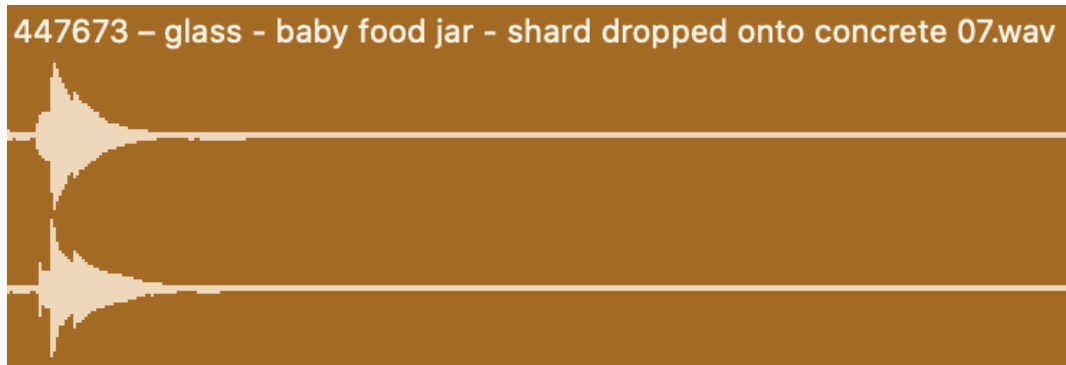 447673 – glass - baby food jar - shard dropped onto concrete 07.wav